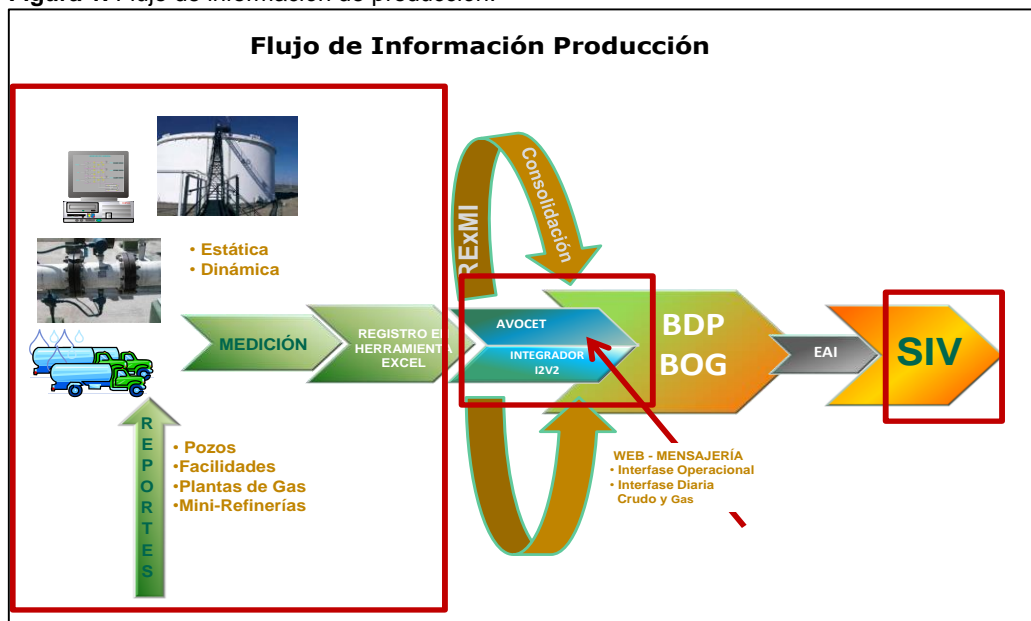 Flujo de Información Producción
• Estática
• Dinámica
MEDICIÓN
REGISTRO EN
HERRAMIENTA
EXCEL
RExMI
Consolidación
AVOCET
INTEGRADOR
I2V2
BDP
BOG
EAI
SIV
REPORTES
• Pozos
•Facilidades
•Plantas de Gas
•Mini-Refinerías
WEB - MENSAJERÍA
• Interfase Operacional
• Interfase Diaria
Crudo y Gas